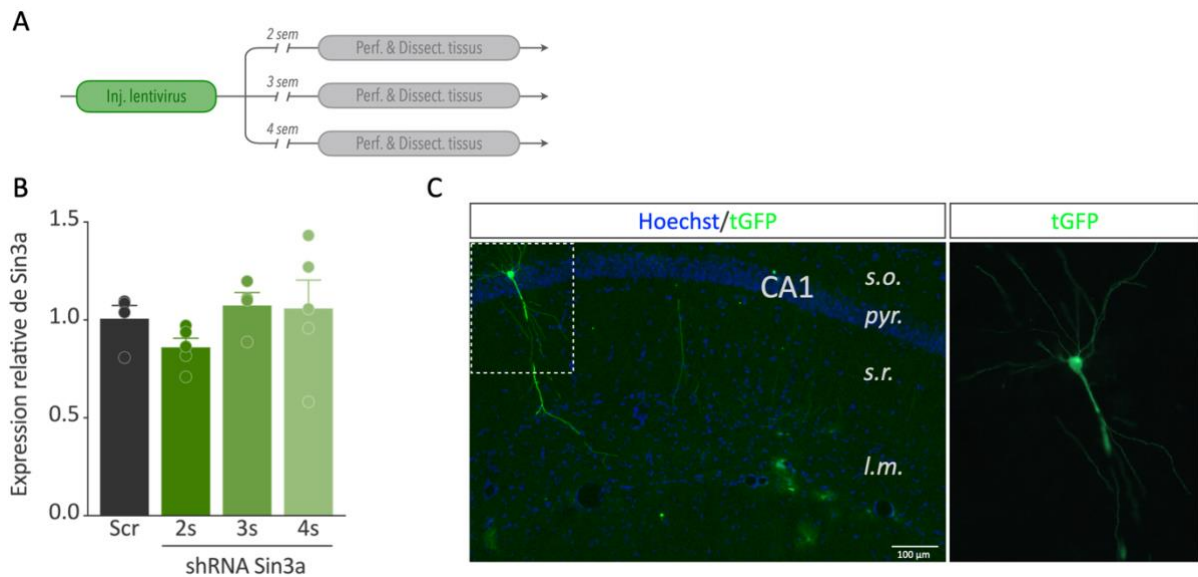 A
Inj. lentivirus
2 sem
Perf. & Dissect. tissus
3 sem
Perf. & Dissect. tissus
4 sem
Perf. & Dissect. tissus
B
Expression relative de Sin3a
1.5
1.0
0.5
0.0
Scr 2s 3s 4s
shRNA Sin3a
C
Hoechst/tGFP
tGFP
CA1
s.o.
pyr.
s.r.
l.m.
100 µm